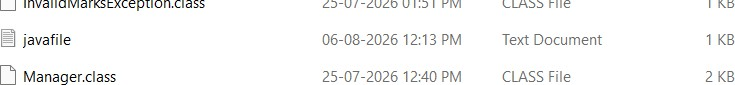 InvalidMarksException.class 25-07-2026 01:51 PM CLASS File 1 KB
javafile 06-08-2026 12:13 PM Text Document 1 KB
Manager.class 25-07-2026 12:40 PM CLASS File 2 KB